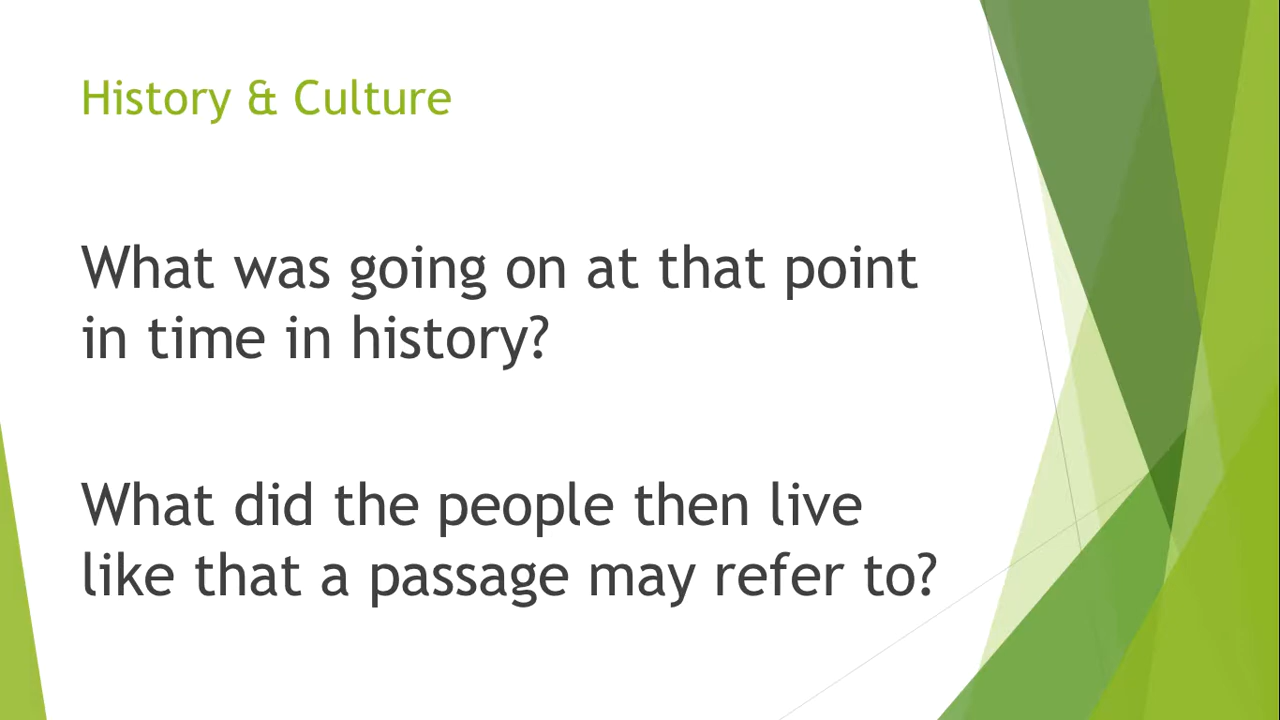 History & Culture
What was going on at that point
in time in history?
What did the people then live
like that a passage may refer to?